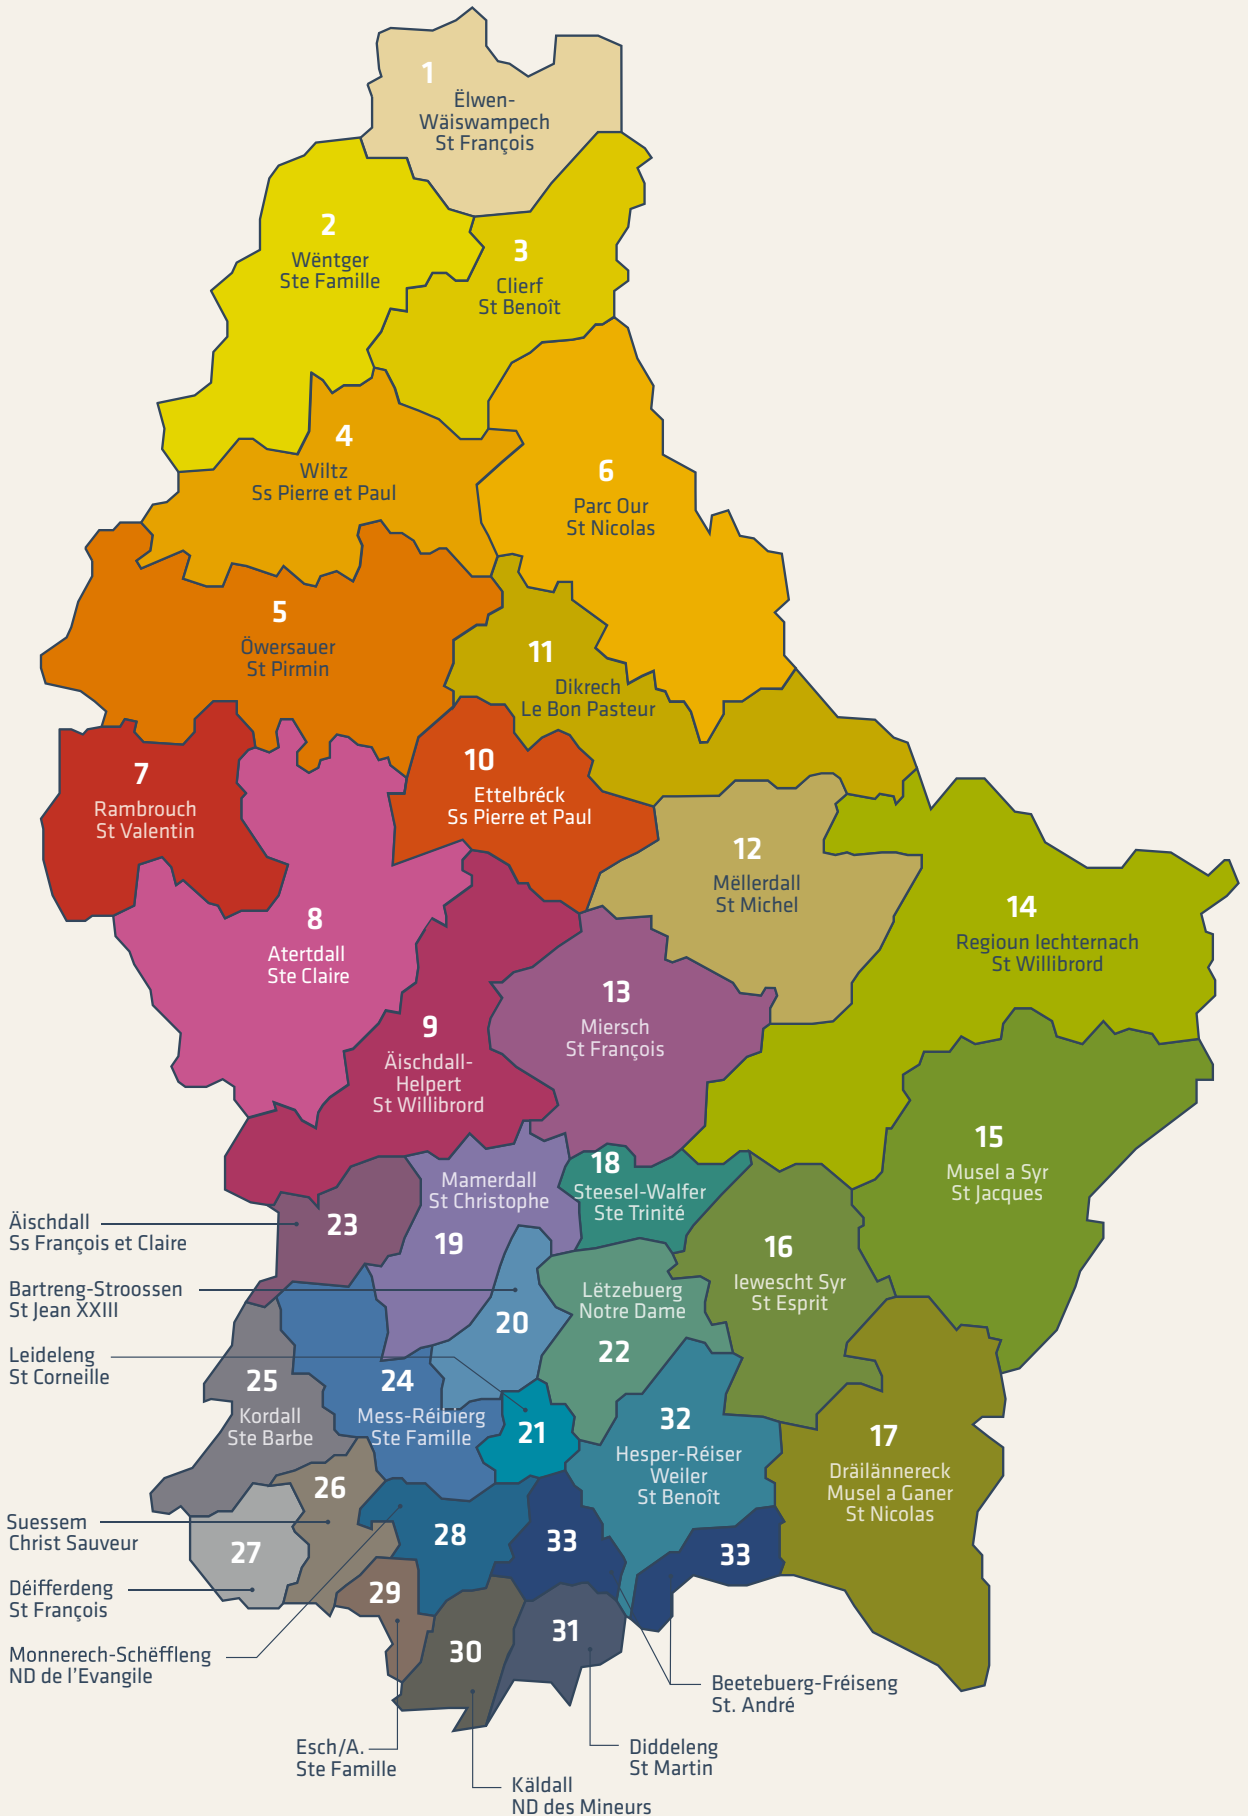 1
Ëlwen-
Wäiswampech
St François
2
Wëntger
Ste Famille
3
Clierf
St Benoît
4
Wiltz
Ss Pierre et Paul
6
Parc Our
St Nicolas
5
Öwersauer
St Pirmin
11
Dikrech
Le Bon Pasteur
7
Rambrouch
St Valentin
10
Ettelbréck
Ss Pierre et Paul
12
Mëllerdall
St Michel
8
Atertdall
Ste Claire
14
Regioun Iechternach
St Willibrord
13
Miersch
St François
9
Äischdall-
Helpert
St Willibrord
15
Musel a Syr
St Jacques
18
Steesel-Walfer
Ste Trinité
Mamerdall
St Christophe
19
23
Äischdall
Ss François et Claire
16
Iewescht Syr
St Esprit
Bartreng-Stroossen
St Jean XXIII
20
Lëtzebuerg
Notre Dame
22
Leideleng
St Corneille
21
25
Kordall
Ste Barbe
24
Mess-Réibierg
Ste Famille
32
Hesper-Réiser
Weiler
St Benoît
17
Dräilännereck
Musel a Ganer
St Nicolas
26
Suessem
Christ Sauveur
27
Déifferdeng
St François
28
Monnerech-Schëffleng
ND de l’Evangile
33
33
Beetebuerg-Fréiseng
St. André
29
Esch/A.
Ste Famille
30
Käldall
ND des Mineurs
31
Diddeleng
St Martin